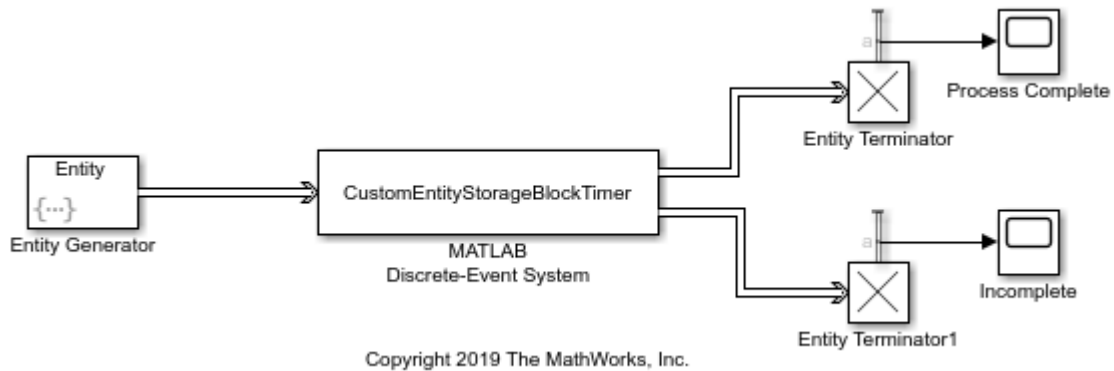 a
Process Complete
Entity Terminator
Entity
{···}
Entity Generator
CustomEntityStorageBlockTimer
MATLAB
Discrete-Event System
a
Incomplete
Entity Terminator1
Copyright 2019 The MathWorks, Inc.